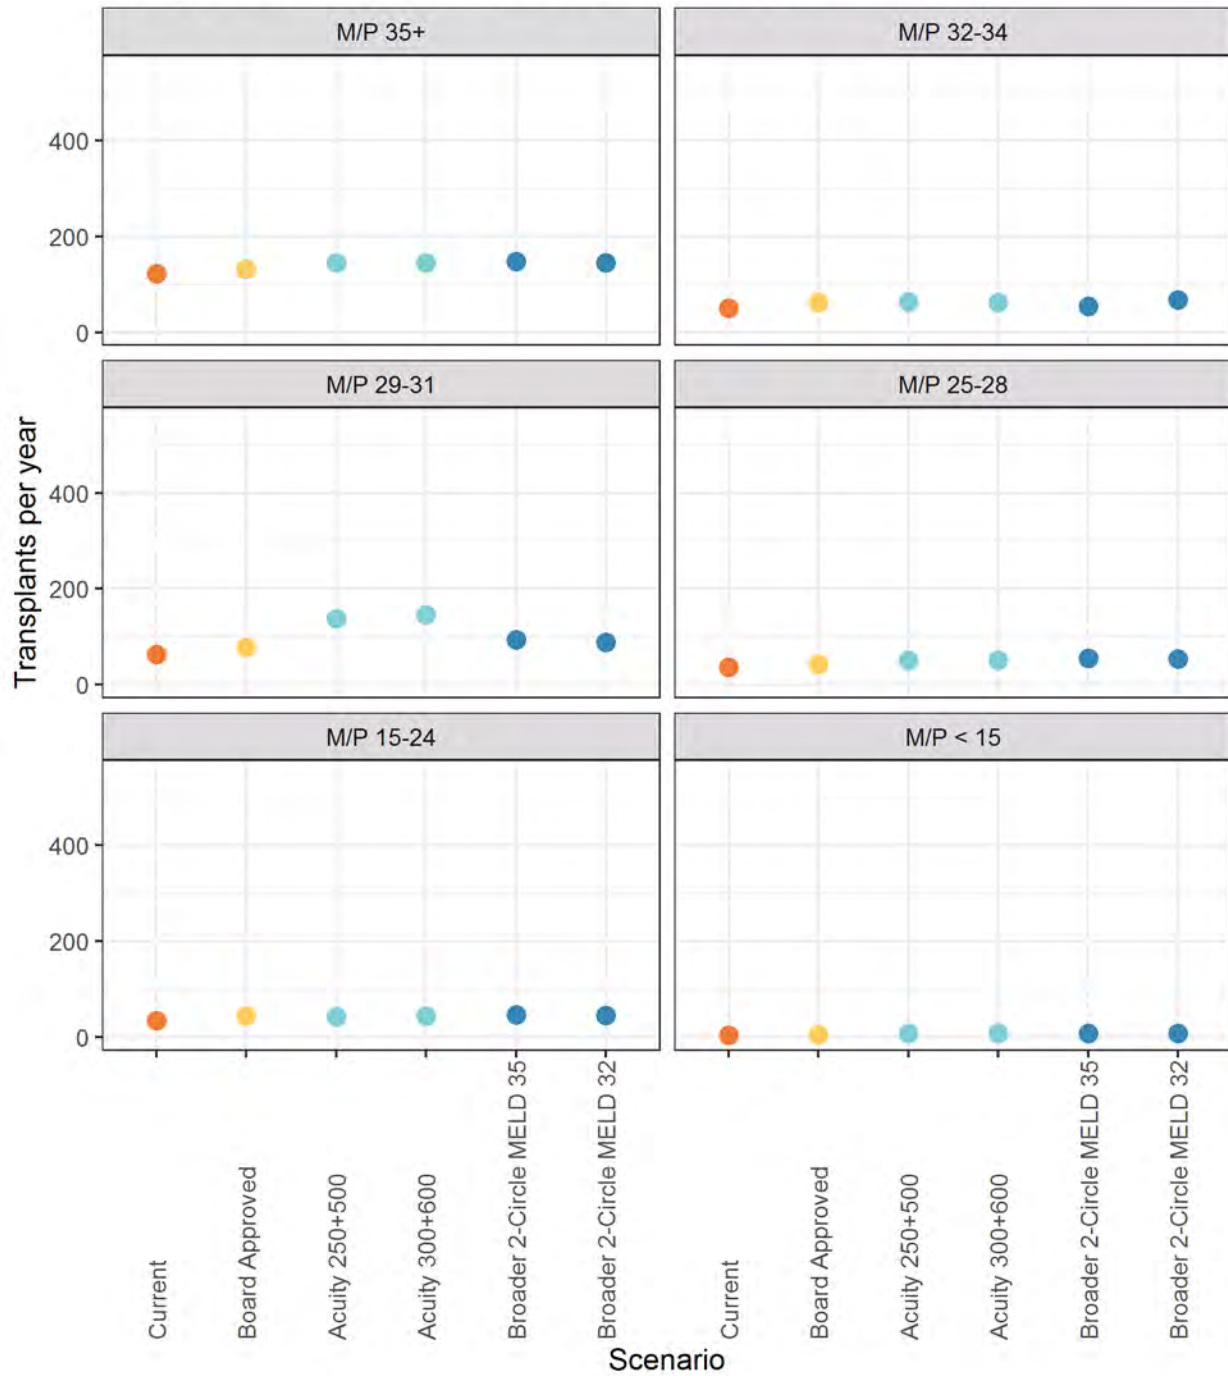 M/P 35+
M/P 32-34
400
200
0
M/P 29-31
M/P 25-28
400
200
0
M/P 15-24
M/P < 15
400
200
0
Transplants per year
Current
Board Approved
Acuity 250+500
Acuity 300+600
Broader 2-Circle MELD 35
Broader 2-Circle MELD 32
Current
Board Approved
Acuity 250+500
Acuity 300+600
Broader 2-Circle MELD 35
Broader 2-Circle MELD 32
Scenario